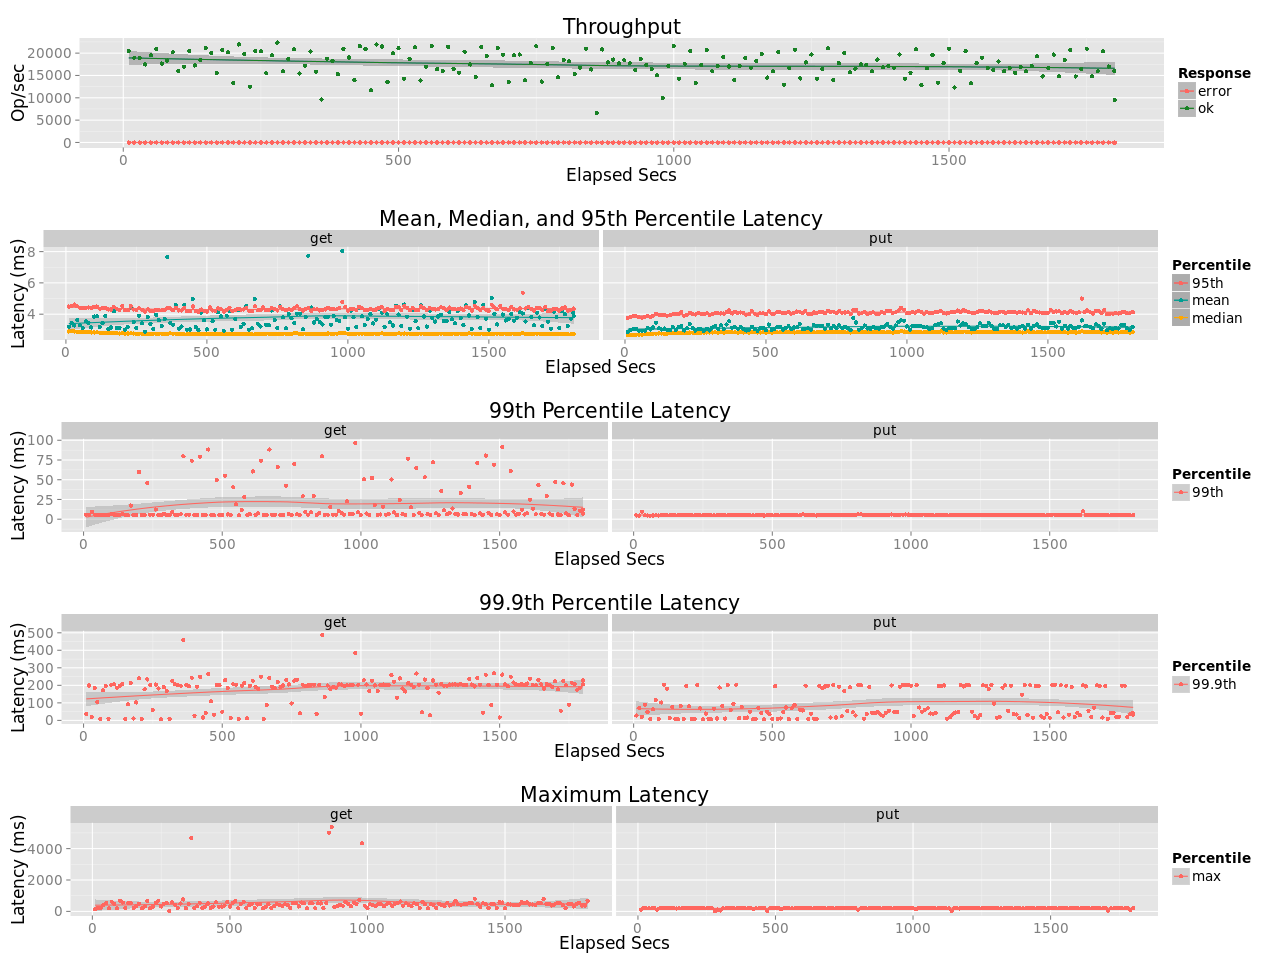 Throughput
Op/sec
20000
15000
10000
5000
0
0 500 1000 1500
Elapsed Secs
Response
error
ok
Mean, Median, and 95th Percentile Latency
get put
Latency (ms)
8
6
4
0 500 1000 1500 0 500 1000 1500
Elapsed Secs
Percentile
95th
mean
median
99th Percentile Latency
get put
Latency (ms)
100
75
50
25
0
0 500 1000 1500 0 500 1000 1500
Elapsed Secs
Percentile
99th
99.9th Percentile Latency
get put
Latency (ms)
500
400
300
200
100
0
0 500 1000 1500 0 500 1000 1500
Elapsed Secs
Percentile
99.9th
Maximum Latency
get put
Latency (ms)
4000
2000
0
0 500 1000 1500 0 500 1000 1500
Elapsed Secs
Percentile
max